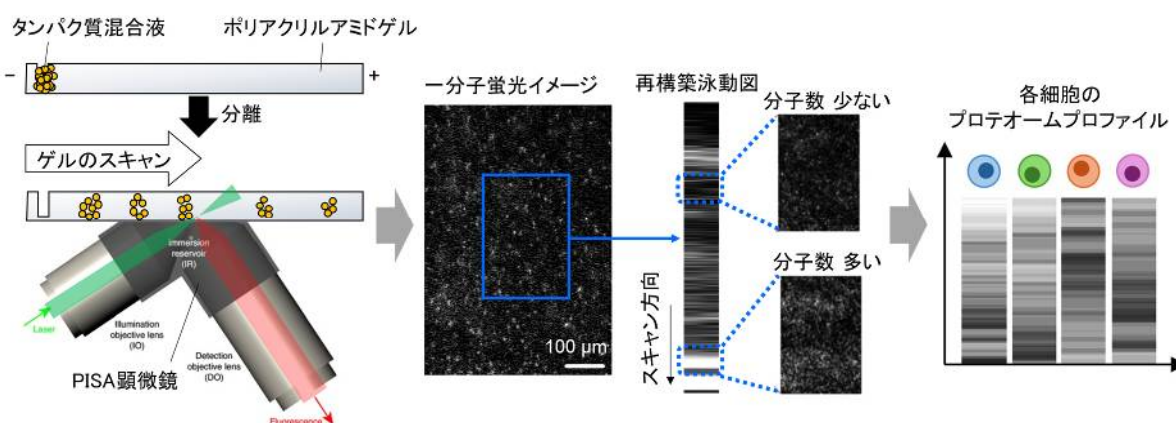 タンパク質混合液
ポリアクリルアミドゲル
-
+
分離
ゲルのスキャン
Immersion
reservoir
(IR)
Laser
Illumination
objective lens
(IO)
Detection
objective lens
(DO)
PISA顕微鏡
Fluorescence
一分子蛍光イメージ
100 μm
再構築泳動図
スキャン方向
分子数 少ない
分子数 多い
各細胞の
プロテオームプロファイル